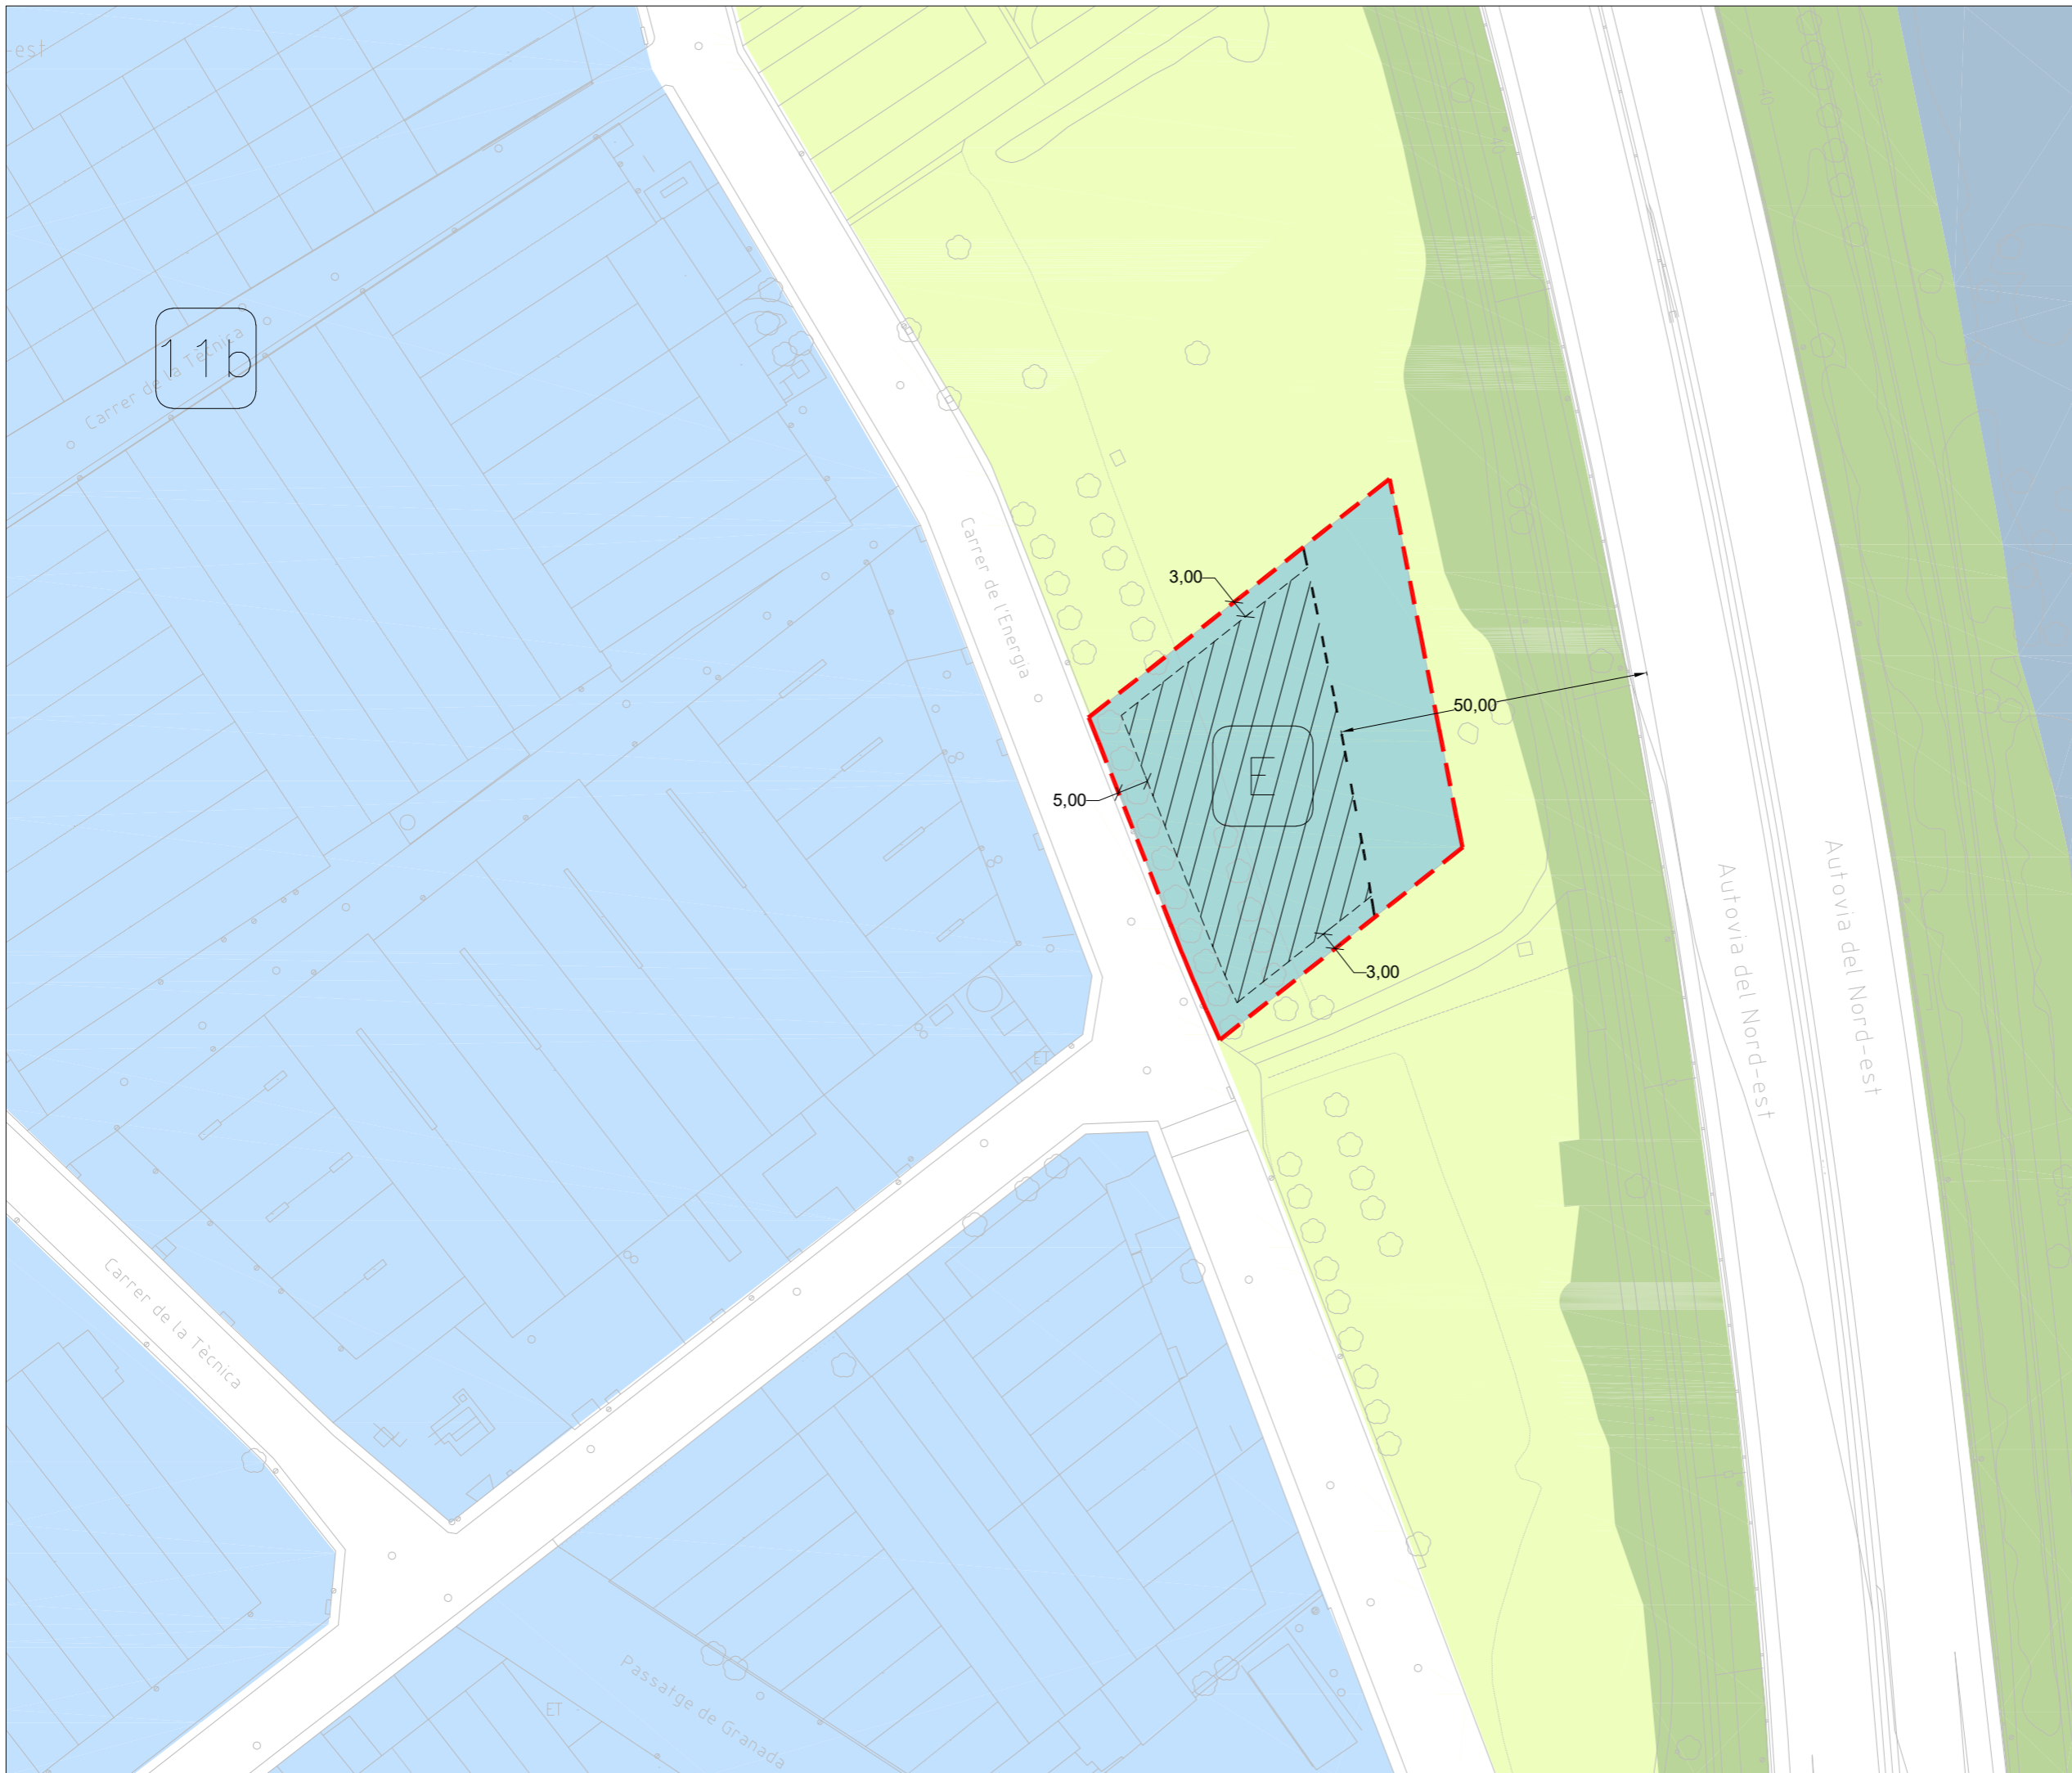 -est
11b
Carrer de la Tècnica
Carrer de l'Energia
3,00
50,00
5,00
E
3,00
Autovia del Nord-est
Autovia del Nord-est
ET
Carrer de la Tècnica
Passatge de Granada
ET